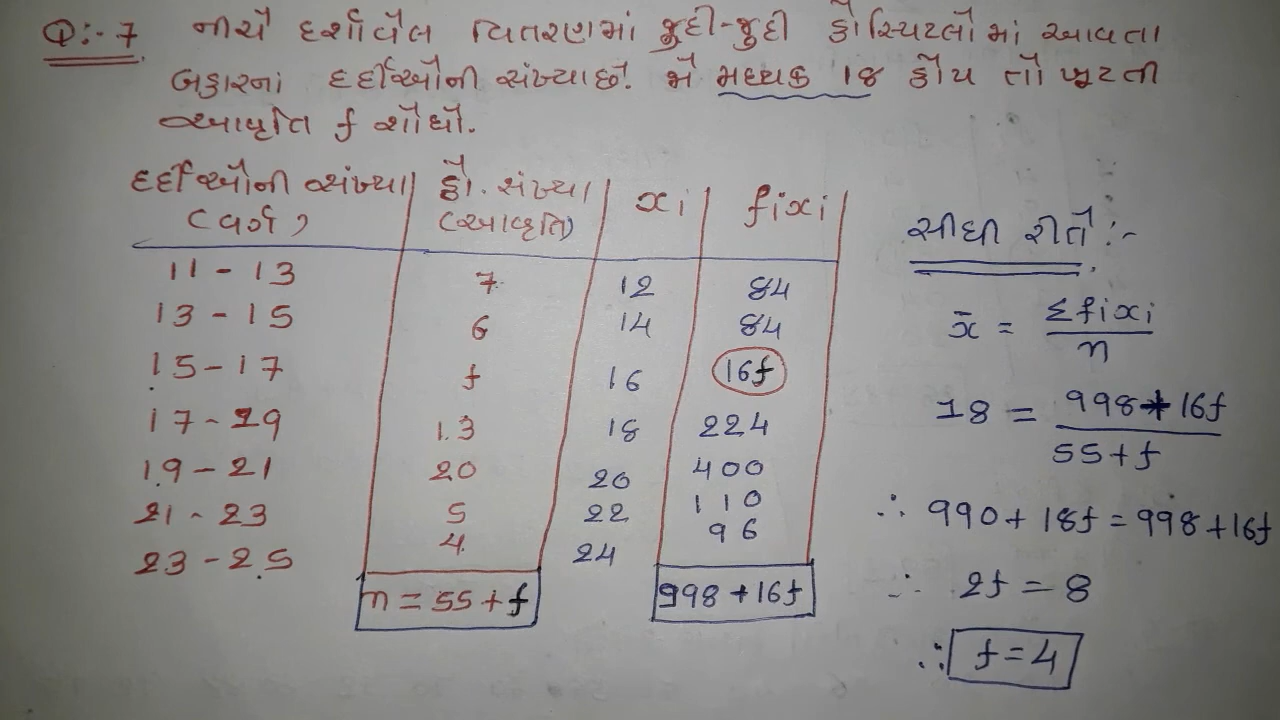 Q:- 7 નીચે દર્શાવેલ વિતરણમાં જુદી-જુદી હોસ્પિટલોમાં આવતા
બહારનાં દર્દીઓની સંખ્યા છે. જો મધ્યક 18 હોય તો ખૂટતી
આવૃતિ f શોધો.
દર્દીઓની સંખ્યા હો. સંખ્યા xi fixi
(વર્ગ) (આવૃતિ)
11 - 13 7 12 84
13 - 15 6 14 84
15 - 17 f 16 16f
17 - 19 13 18 224
19 - 21 20 20 400
21 - 23 5 22 110
23 - 25 4 24 96
n = 55 + f 998 + 16f
સીધી રીતે :-
x̄ = Σfixi / n
18 = 998 + 16f / 55 + f
∴ 990 + 18f = 998 + 16f
∴ 2f = 8
∴ f = 4